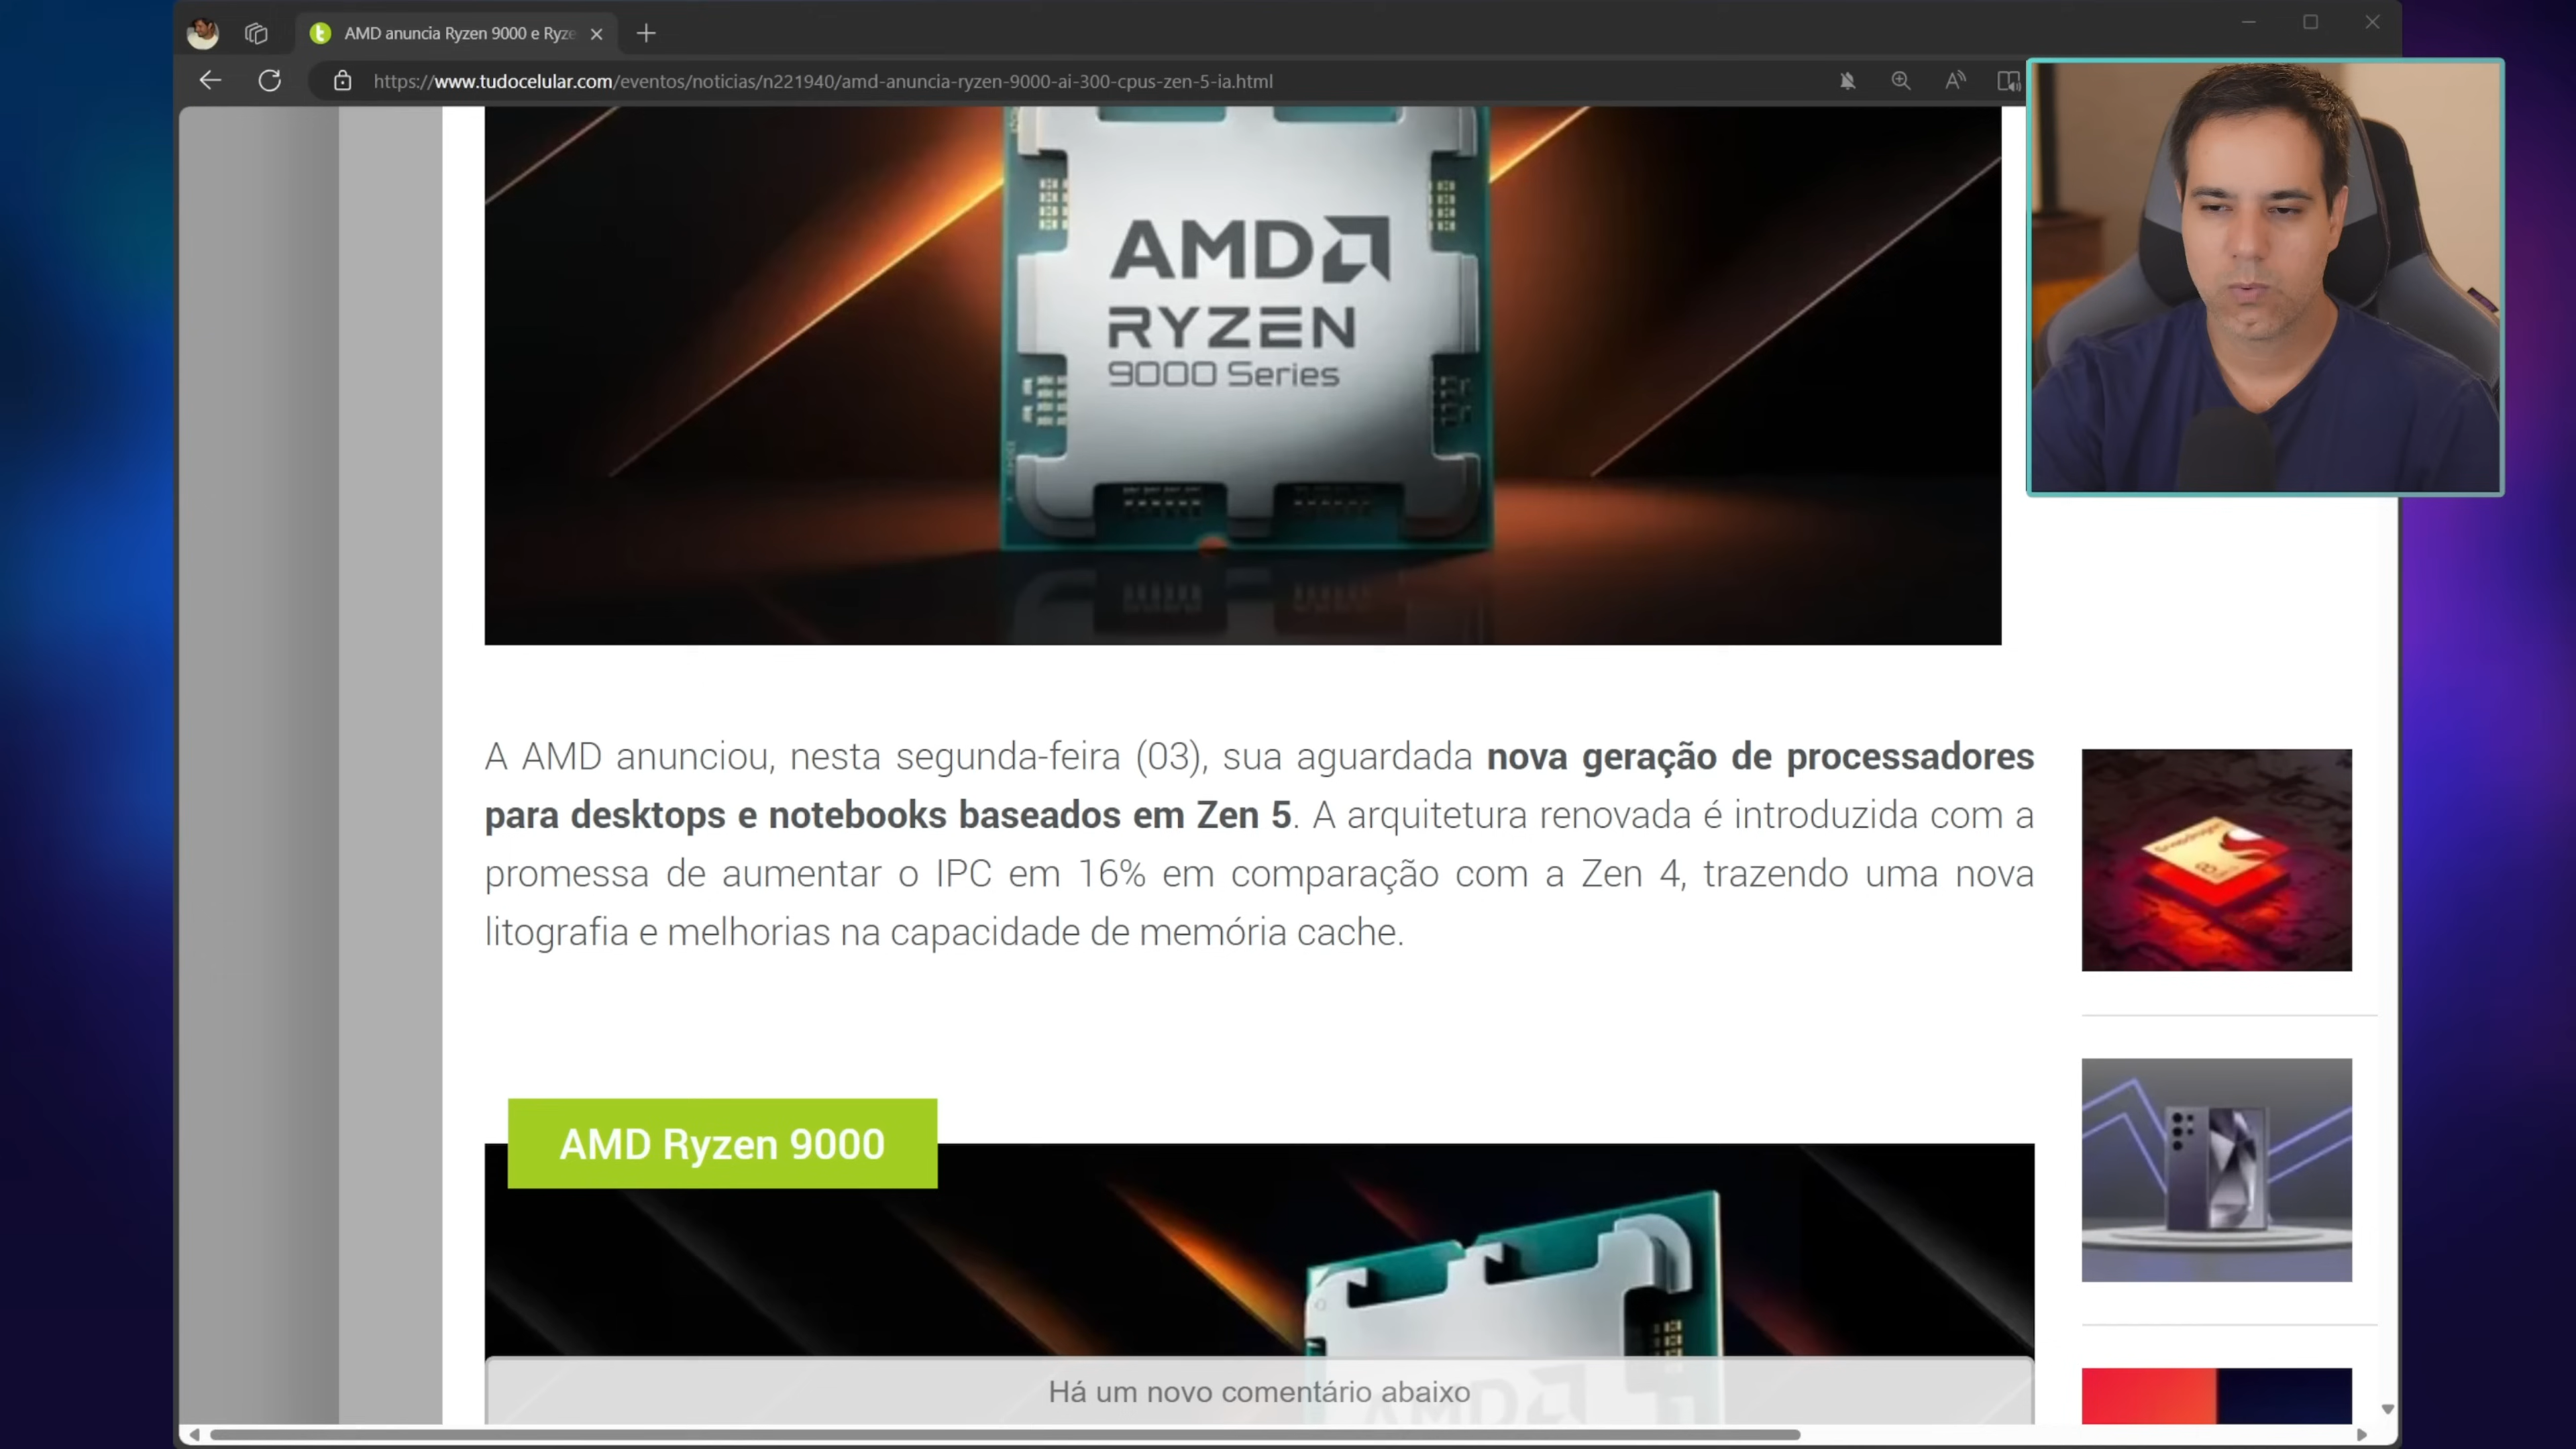 AMD anuncia Ryzen 9000 e Ryze
https://www.tudocelular.com/eventos/noticias/n221940/amd-anuncia-ryzen-9000-ai-300-cpus-zen-5-ia.html
AMD
RYZEN
9000 Series
A AMD anunciou, nesta segunda-feira (03), sua aguardada nova geração de processadores
para desktops e notebooks baseados em Zen 5. A arquitetura renovada é introduzida com a
promessa de aumentar o IPC em 16% em comparação com a Zen 4, trazendo uma nova
litografia e melhorias na capacidade de memória cache.
Snapdragon
8
AMD Ryzen 9000
AMD
Há um novo comentário abaixo